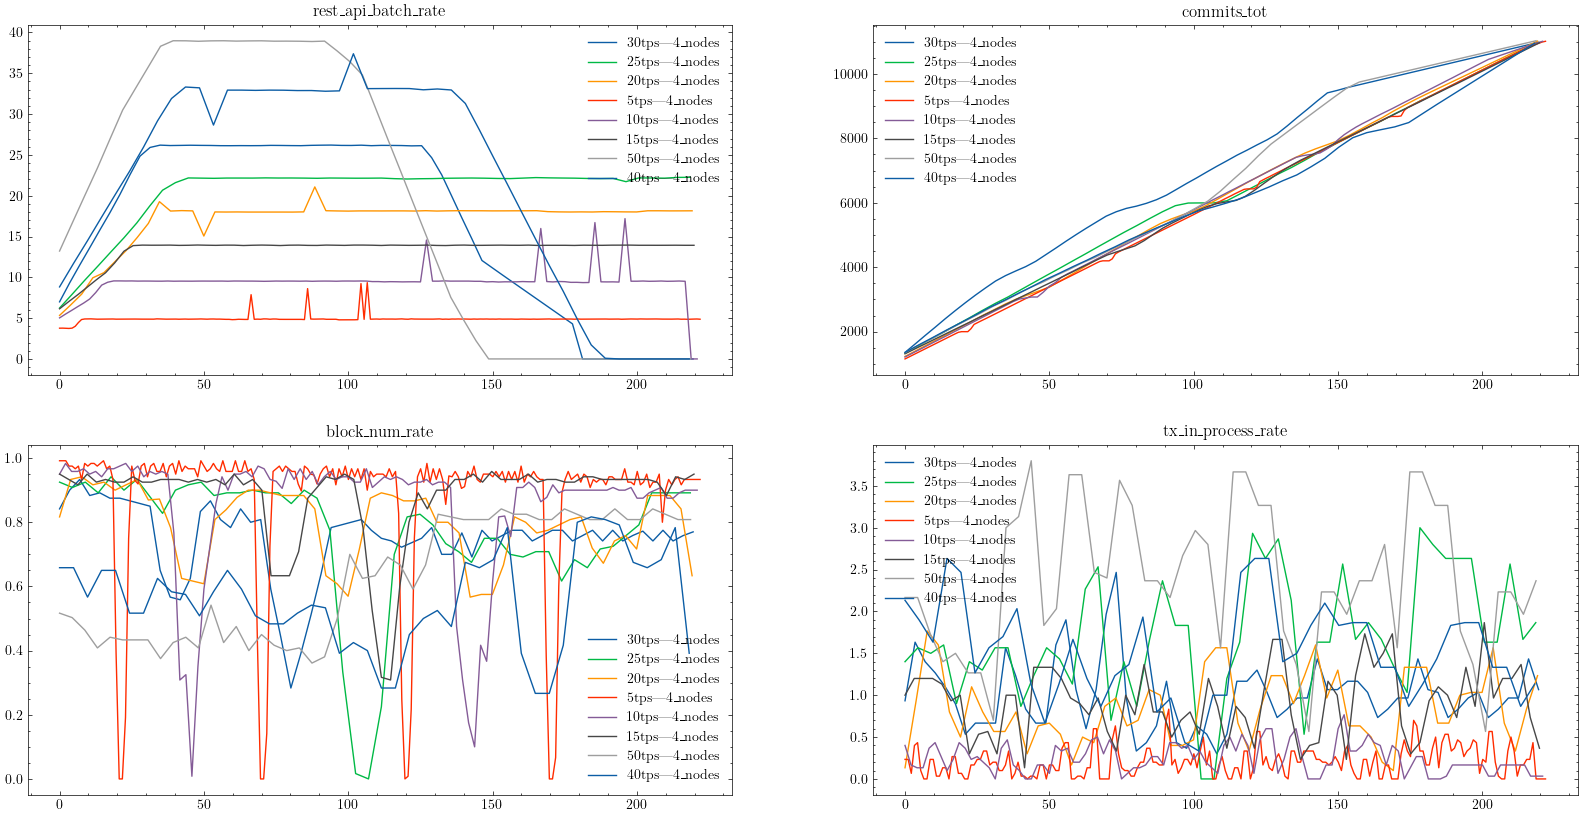 rest_api_batch_rate
40
35
30
25
20
15
10
5
0
0 50 100 150 200
30tps—4_nodes
25tps—4_nodes
20tps—4_nodes
5tps—4_nodes
10tps—4_nodes
15tps—4_nodes
50tps—4_nodes
40tps—4_nodes
commits_tot
10000
8000
6000
4000
2000
0 50 100 150 200
30tps—4_nodes
25tps—4_nodes
20tps—4_nodes
5tps—4_nodes
10tps—4_nodes
15tps—4_nodes
50tps—4_nodes
40tps—4_nodes
block_num_rate
1.0
0.8
0.6
0.4
0.2
0.0
0 50 100 150 200
30tps—4_nodes
25tps—4_nodes
20tps—4_nodes
5tps—4_nodes
10tps—4_nodes
15tps—4_nodes
50tps—4_nodes
40tps—4_nodes
tx_in_process_rate
3.5
3.0
2.5
2.0
1.5
1.0
0.5
0.0
0 50 100 150 200
30tps—4_nodes
25tps—4_nodes
20tps—4_nodes
5tps—4_nodes
10tps—4_nodes
15tps—4_nodes
50tps—4_nodes
40tps—4_nodes